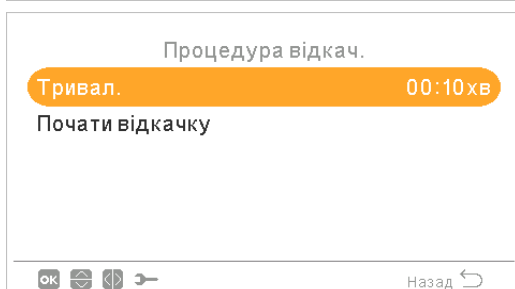 Процедура відкач.
Тривал. 00:10хв
Почати відкачку
OK
Назад